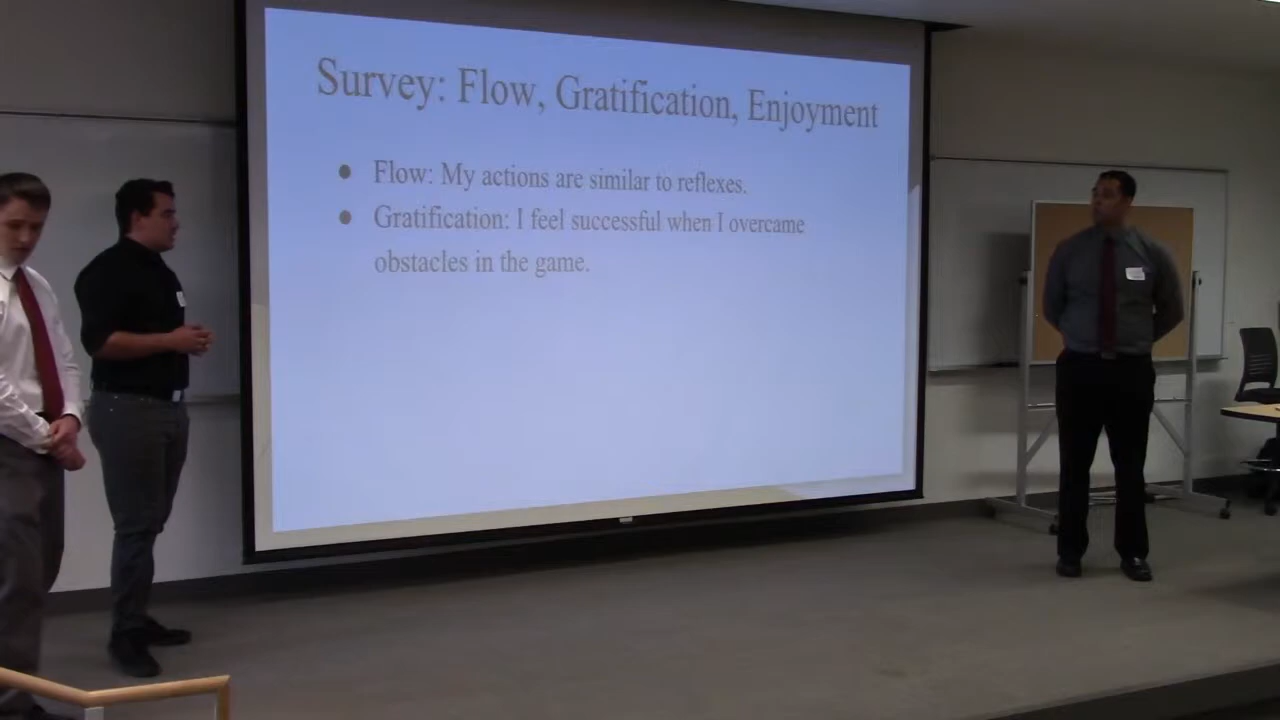 Survey: Flow, Gratification, Enjoyment
● Flow: My actions are similar to reflexes.
● Gratification: I feel successful when I overcame
obstacles in the game.